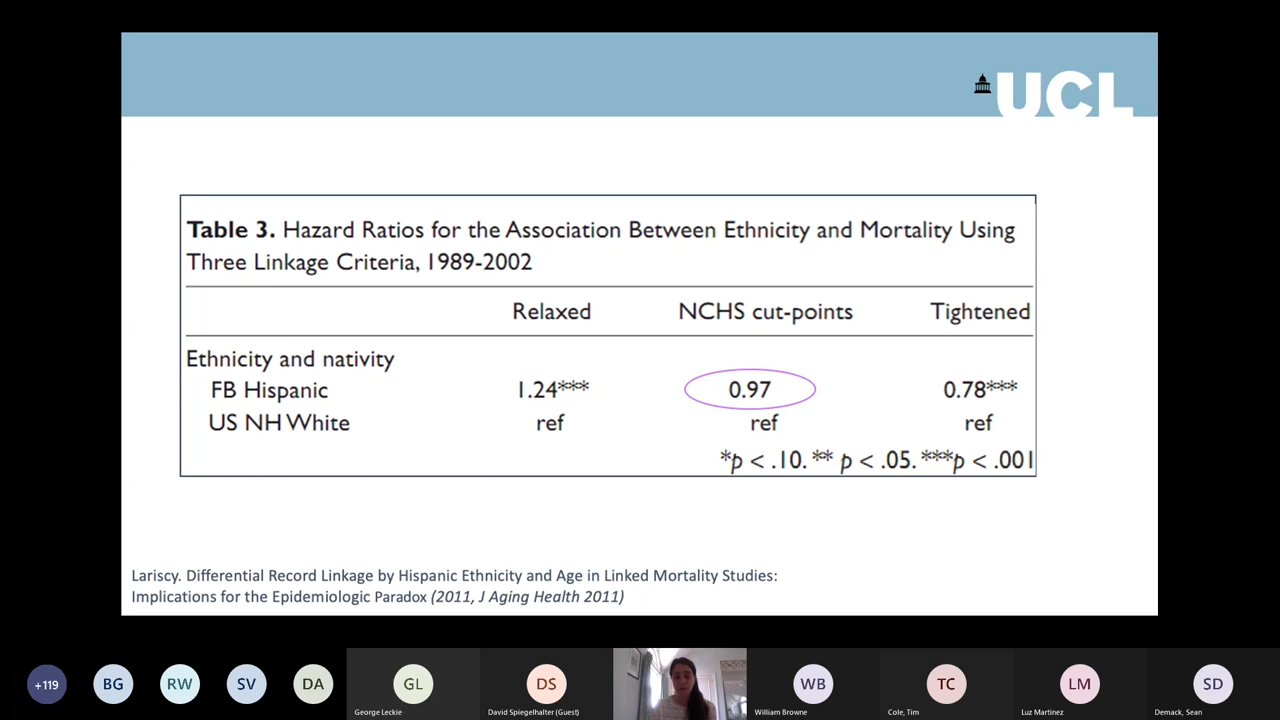 UCL
Table 3. Hazard Ratios for the Association Between Ethnicity and Mortality Using
Three Linkage Criteria, 1989-2002
Relaxed NCHS cut-points Tightened
Ethnicity and nativity
FB Hispanic 1.24*** 0.97 0.78***
US NH White ref ref ref
*p < .10. ** p < .05. ***p < .001
Lariscy. Differential Record Linkage by Hispanic Ethnicity and Age in Linked Mortality Studies:
Implications for the Epidemiologic Paradox (2011, J Aging Health 2011)
+119 BG RW SV DA GL DS WB TC LM SD
George Leckie David Spiegelhalter (Guest) William Browne Cole, Tim Luz Martinez Demack, Sean